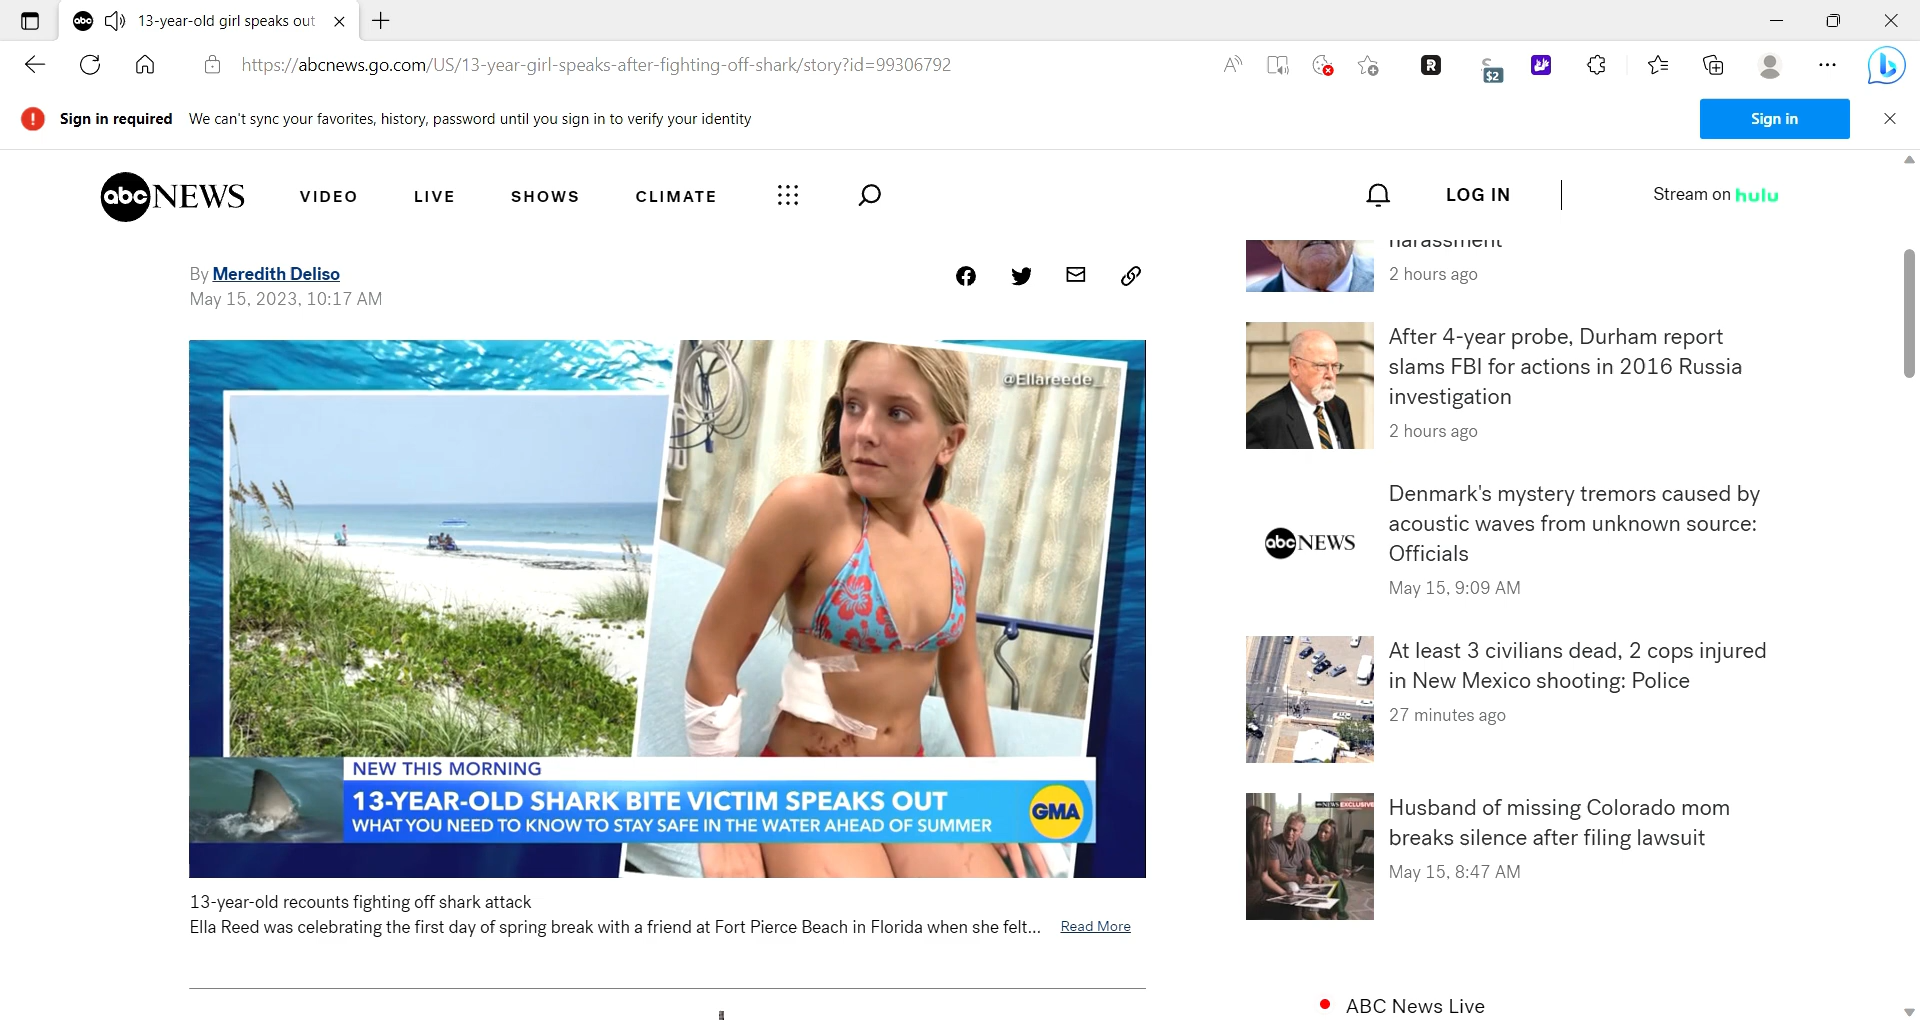 13-year-old girl speaks out
https://abcnews.go.com/US/13-year-girl-speaks-after-fighting-off-shark/story?id=99306792
R
$2
Sign in required We can't sync your favorites, history, password until you sign in to verify your identity
Sign in
abc NEWS
VIDEO
LIVE
SHOWS
CLIMATE
LOG IN
Stream on hulu
By Meredith Deliso
May 15, 2023, 10:17 AM
@Ellareede_
NEW THIS MORNING
13-YEAR-OLD SHARK BITE VICTIM SPEAKS OUT
WHAT YOU NEED TO KNOW TO STAY SAFE IN THE WATER AHEAD OF SUMMER
GMA
13-year-old recounts fighting off shark attack
Ella Reed was celebrating the first day of spring break with a friend at Fort Pierce Beach in Florida when she felt... Read More
harassment
2 hours ago
After 4-year probe, Durham report
slams FBI for actions in 2016 Russia
investigation
2 hours ago
abc NEWS
Denmark's mystery tremors caused by
acoustic waves from unknown source:
Officials
May 15, 9:09 AM
At least 3 civilians dead, 2 cops injured
in New Mexico shooting: Police
27 minutes ago
Husband of missing Colorado mom
breaks silence after filing lawsuit
May 15, 8:47 AM
ABC News Live